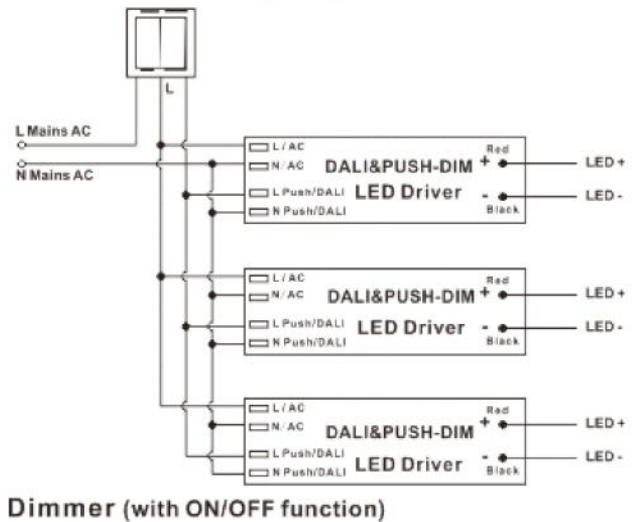 L
L Mains AC
N Mains AC
L / AC
N / AC
L Push/DALI
N Push/DALI
DALI&PUSH-DIM
LED Driver
Red
+
-
Black
LED +
LED -
L / AC
N / AC
L Push/DALI
N Push/DALI
DALI&PUSH-DIM
LED Driver
Red
+
-
Black
LED +
LED -
L / AC
N / AC
L Push/DALI
N Push/DALI
DALI&PUSH-DIM
LED Driver
Red
+
-
Black
LED +
LED -
Dimmer (with ON/OFF function)